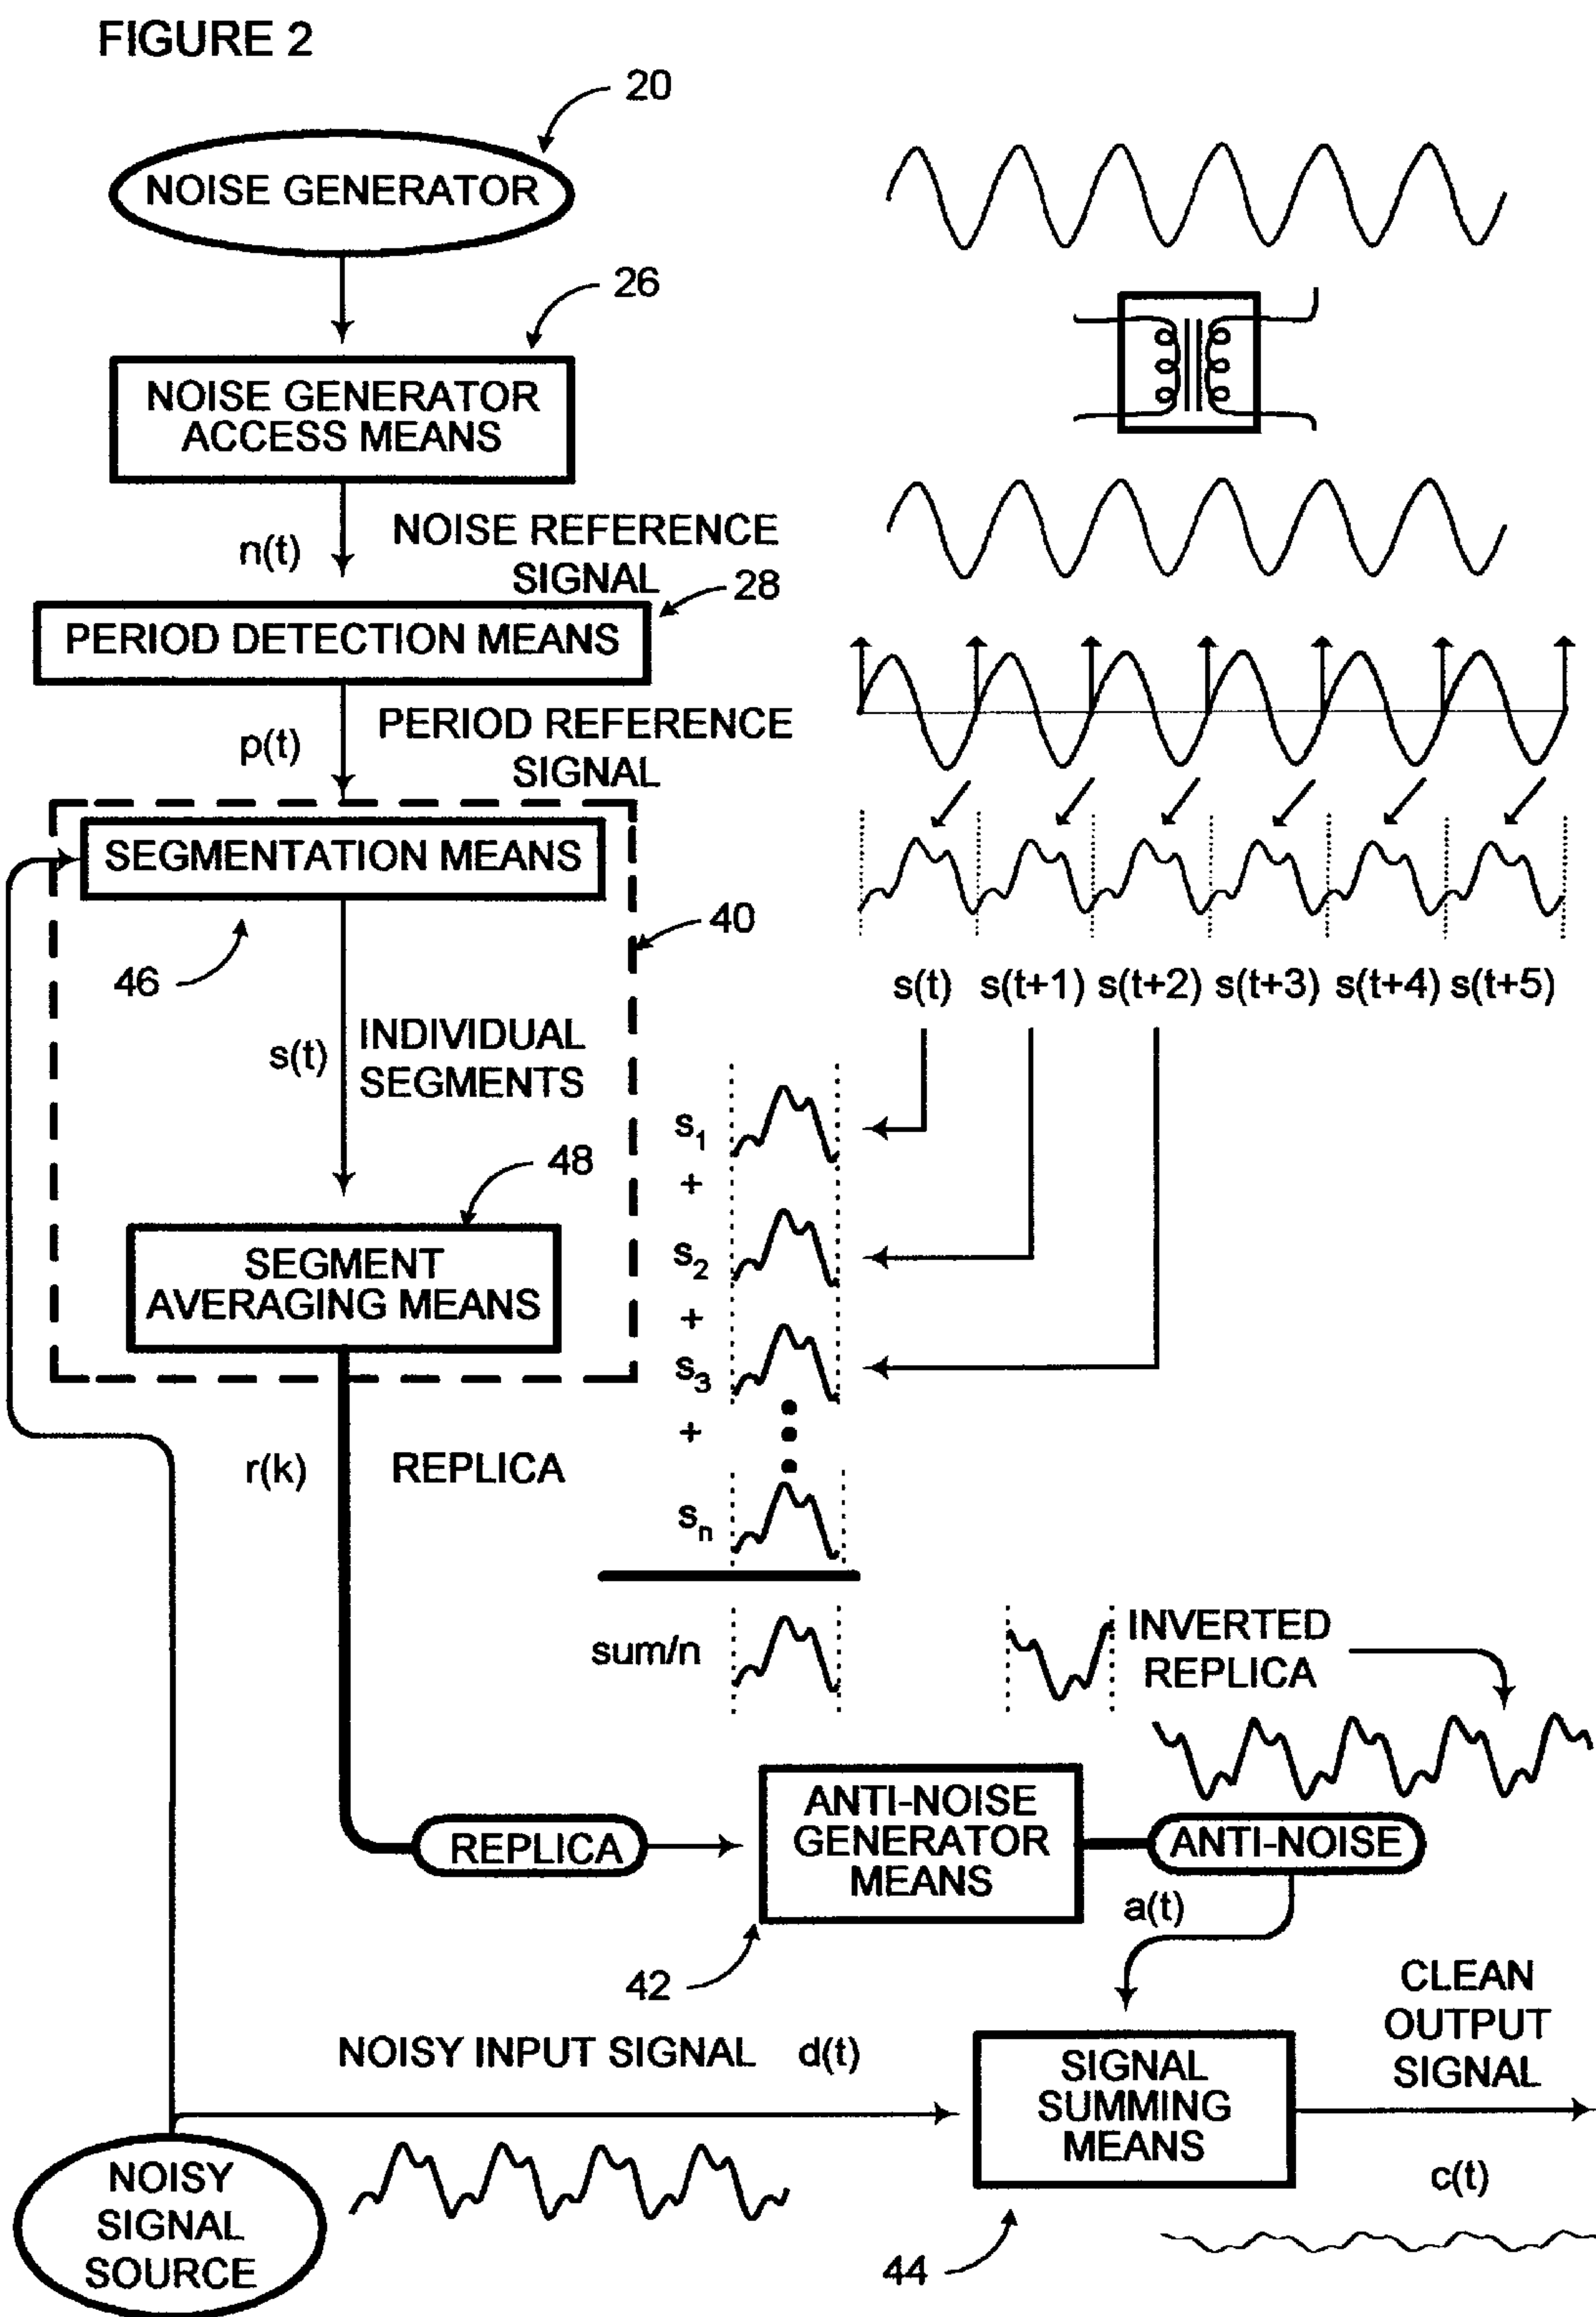 FIGURE 2
20
NOISE GENERATOR
26
NOISE GENERATOR
ACCESS MEANS
n(t)
NOISE REFERENCE
SIGNAL
28
PERIOD DETECTION MEANS
p(t)
PERIOD REFERENCE
SIGNAL
SEGMENTATION MEANS
40
46
s(t) s(t+1) s(t+2) s(t+3) s(t+4) s(t+5)
s(t)
INDIVIDUAL
SEGMENTS
48
SEGMENT
AVERAGING MEANS
s1
+
s2
+
s3
+
sn
r(k)
REPLICA
sum/n
INVERTED
REPLICA
REPLICA
ANTI-NOISE
GENERATOR
MEANS
ANTI-NOISE
a(t)
42
NOISY INPUT SIGNAL d(t)
SIGNAL
SUMMING
MEANS
CLEAN
OUTPUT
SIGNAL
c(t)
NOISY
SIGNAL
SOURCE
44